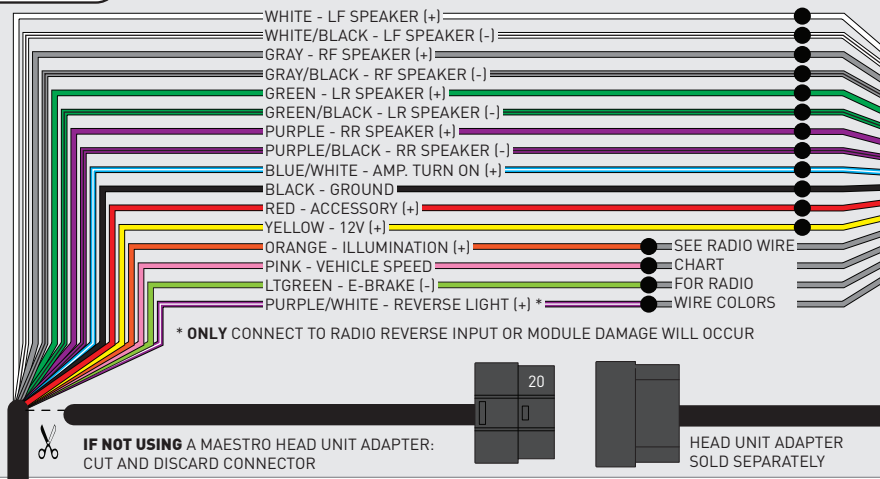 WHITE - LF SPEAKER (+)
WHITE/BLACK - LF SPEAKER (-)
GRAY - RF SPEAKER (+)
GRAY/BLACK - RF SPEAKER (-)
GREEN - LR SPEAKER (+)
GREEN/BLACK - LR SPEAKER (-)
PURPLE - RR SPEAKER (+)
PURPLE/BLACK - RR SPEAKER (-)
BLUE/WHITE - AMP. TURN ON (+)
BLACK - GROUND
RED - ACCESSORY (+)
YELLOW - 12V (+)
ORANGE - ILLUMINATION (+)
PINK - VEHICLE SPEED
LTGREEN - E-BRAKE (-)
PURPLE/WHITE - REVERSE LIGHT (+) *
SEE RADIO WIRE
CHART
FOR RADIO
WIRE COLORS
* ONLY CONNECT TO RADIO REVERSE INPUT OR MODULE DAMAGE WILL OCCUR
20
IF NOT USING A MAESTRO HEAD UNIT ADAPTER:
CUT AND DISCARD CONNECTOR
HEAD UNIT ADAPTER
SOLD SEPARATELY